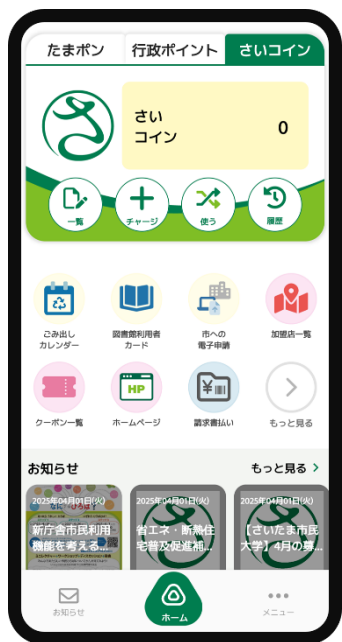 たまポン
行政ポイント
さいコイン
さい
コイン
0
一覧
チャージ
使う
履歴
ごみ出し
カレンダー
図書館利用者
カード
市への
電子申請
加盟店一覧
クーポン一覧
HP
ホームページ
¥
請求書払い
もっと見る
お知らせ
もっと見る
2025年04月01日(火)
新庁舎市民利用
機能を考える...
2025年04月01日(火)
省エネ・断熱住
宅普及促進補...
2025年04月01日(火)
【さいたま市民
大学】4月の募...
お知らせ
ホーム
メニュー